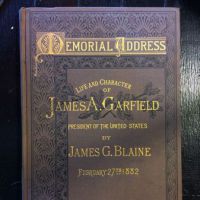 MEMORIAL ADDRESS
LIFE AND CHARACTER
OF
JAMES A. GARFIELD
PRESIDENT OF THE UNITED STATES
BY
JAMES G. BLAINE
FEBRUARY 27TH 1882